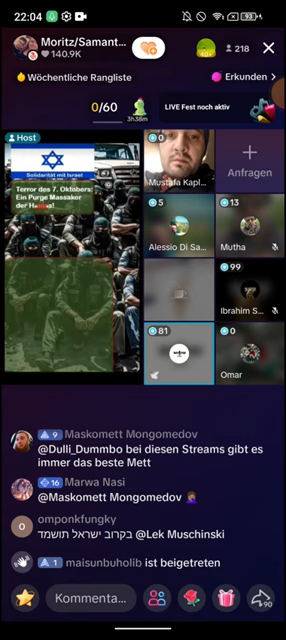 22:04
93
Moritz/Samant...
140.9K
218
Wöchentliche Rangliste
Erkunden >
0/60
3h38m
LIVE Fest noch aktiv
Host
Solidarität mit Israel
Terror des 7. Oktobers:
Ein Purge Massaker
der Hamas!
0
Mustafa Kapl...
+
Anfragen
5
Alessio Di Sa...
13
Mutha
99
Ibrahim S...
81
0
Omar
9 Maskomett Mongomedov
@Dulli_Dummbo bei diesen Streams gibt es
immer das beste Mett
16 Marwa Nasi
@Maskomett Mongomedov 🤦🏽‍♀️
omponkfungky
בקרוב ישראל תושמד @Lek Muschinski
1 maisunbuholib ist beigetreten
Kommenta...
90